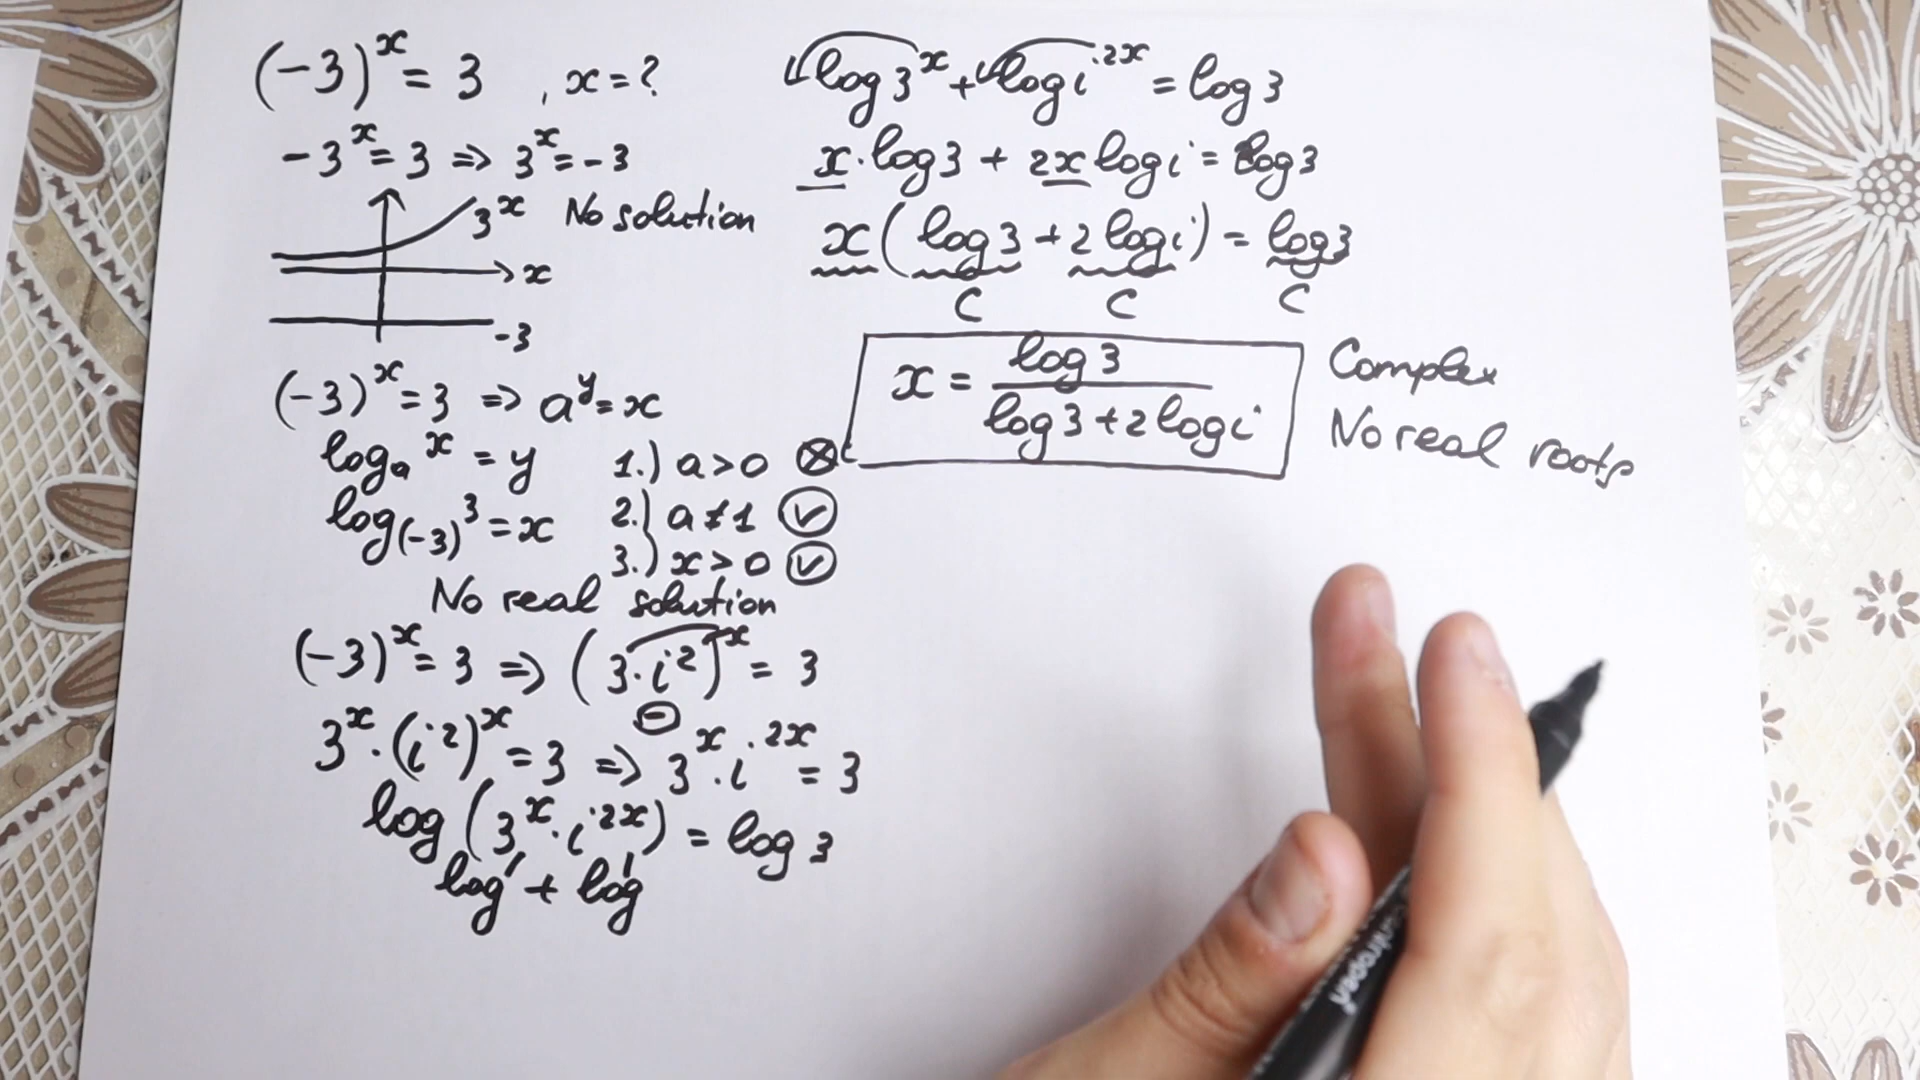 (-3)^x = 3 , x = ?
-3^x = 3 => 3^x = -3
3^x No solution
x
-3
(-3)^x = 3 => a^y = x
log_a^x = y 1.) a > 0 ⊗
log_(-3)^3 = x 2.) a ≠ 1 ✓
3.) x > 0 ✓
No real solution
(-3)^x = 3 => (3·i^2)^x = 3
⊖
3^x·(i^2)^x = 3 => 3^x·i^2x = 3
log (3^x·i^2x) = log 3
log + log
log 3^x + log i^2x = log 3
x·log 3 + 2x log i = log 3
x (log 3 + 2 log i) = log 3
C C C
x = log 3 / log 3 + 2 log i
Complex
No real roots